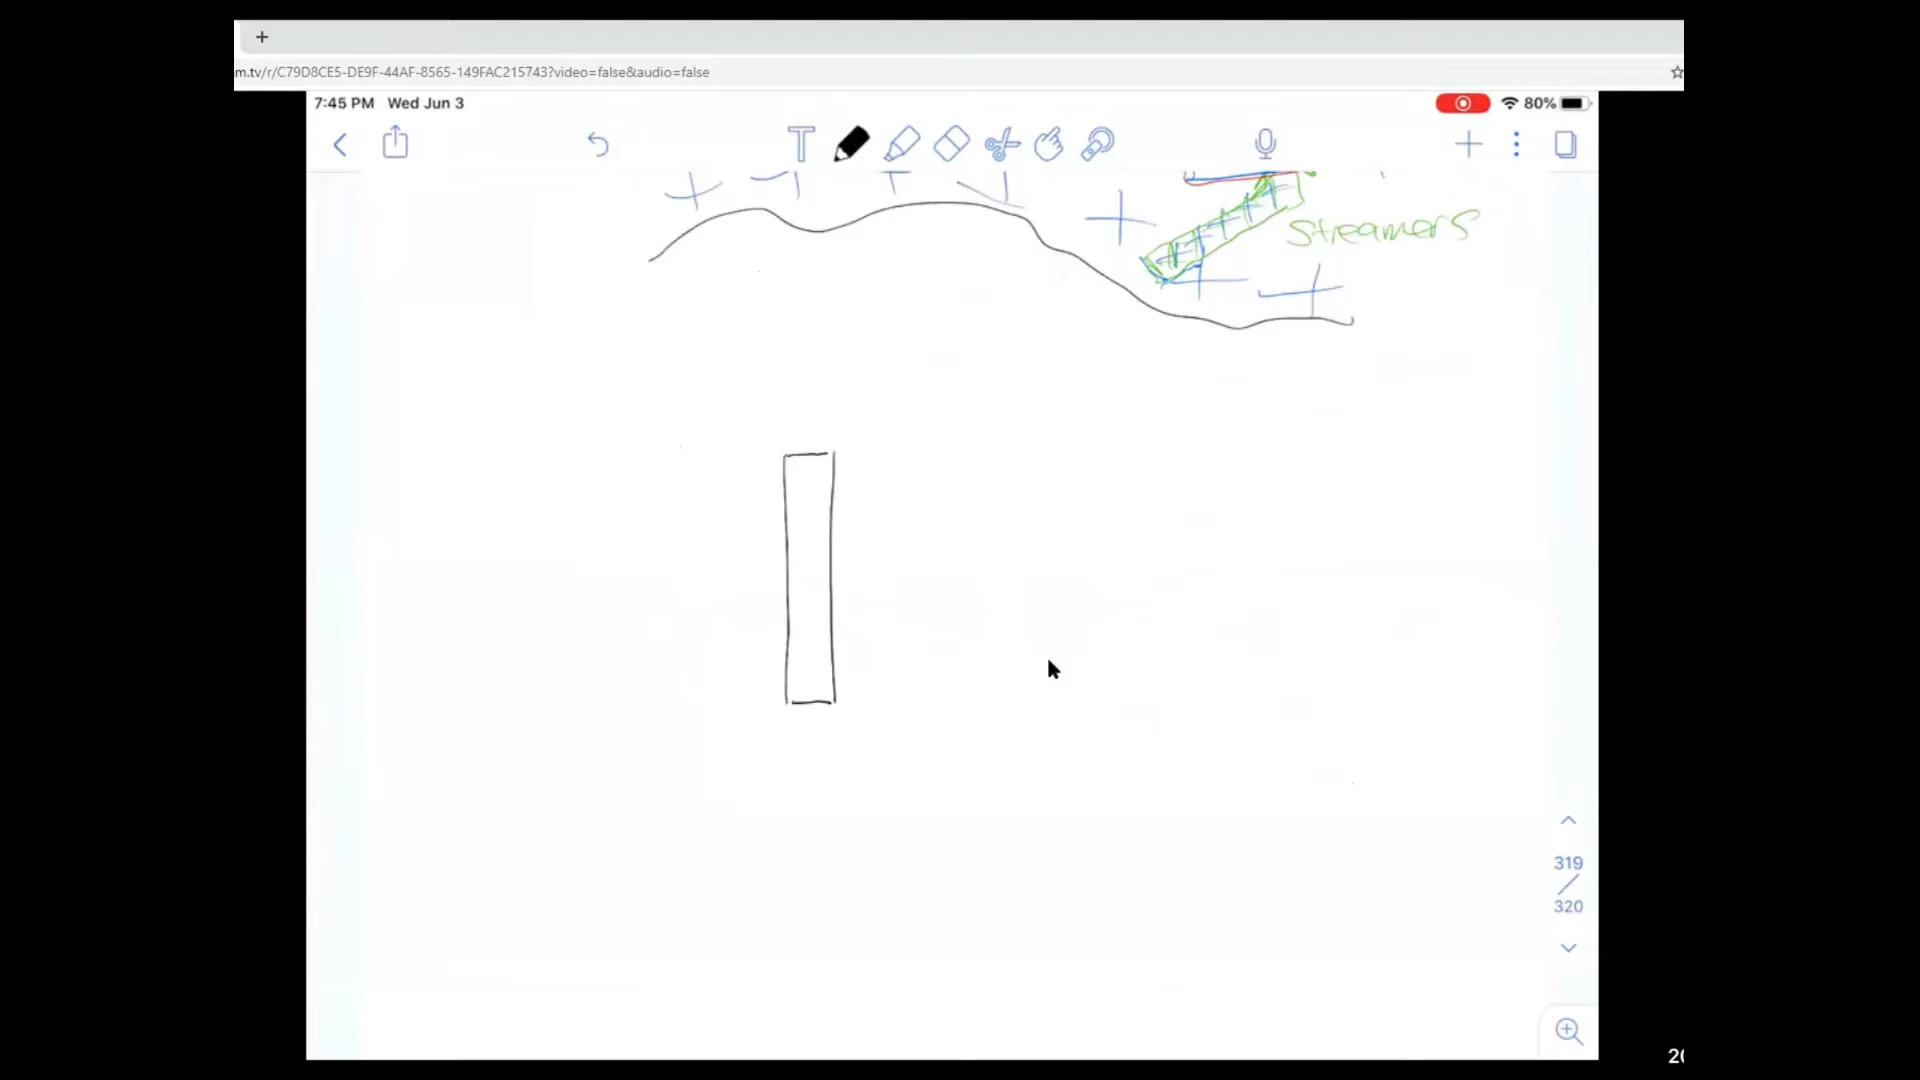 +
m.tv/r/C79D8CE5-DE9F-44AF-8565-149FAC215743?video=false&audio=false
7:45 PM Wed Jun 3
80%
T
+ +
+
+ +
Streamers
319
/
320